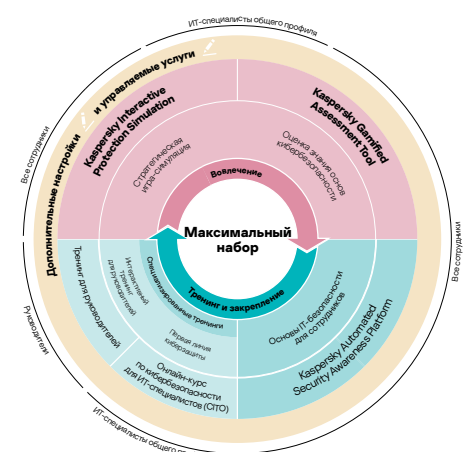 ИТ-специалисты общего профиля
Все сотрудники
Дополнительные настройки и управляемые услуги
Kaspersky Interactive
Protection Simulation
Kaspersky Gamified
Assessment Tool
Стратегическая
игра-симуляция
Оценка знания основ
кибербезопасности
Вовлечение
Максимальный
набор
Тренинг и закрепление
Специализированные тренинги
Интерактивный
тренинг
для руководителей
Тренинг для руководителей
Первая линия
киберзащиты
Онлайн-курс
по кибербезопасности
для ИТ-специалистов (CITO)
Основы IT-безопасности
для сотрудников
Kaspersky Automated
Security Awareness Platform
Все сотрудники
Руководители
ИТ-специалисты общего